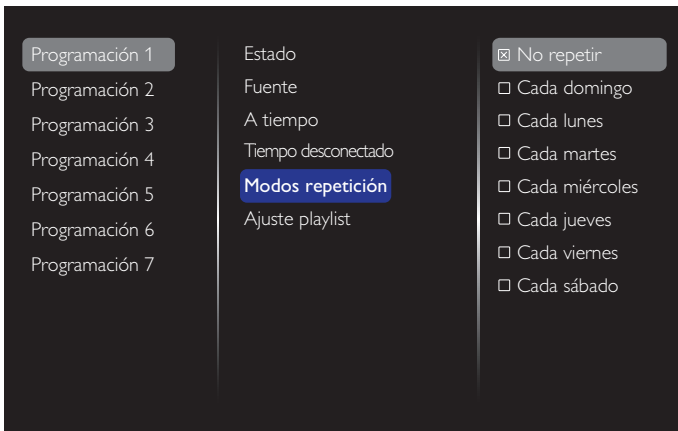 Programación 1
Programación 2
Programación 3
Programación 4
Programación 5
Programación 6
Programación 7
Estado
Fuente
A tiempo
Tiempo desconectado
Modos repetición
Ajuste playlist
No repetir
Cada domingo
Cada lunes
Cada martes
Cada miércoles
Cada jueves
Cada viernes
Cada sábado